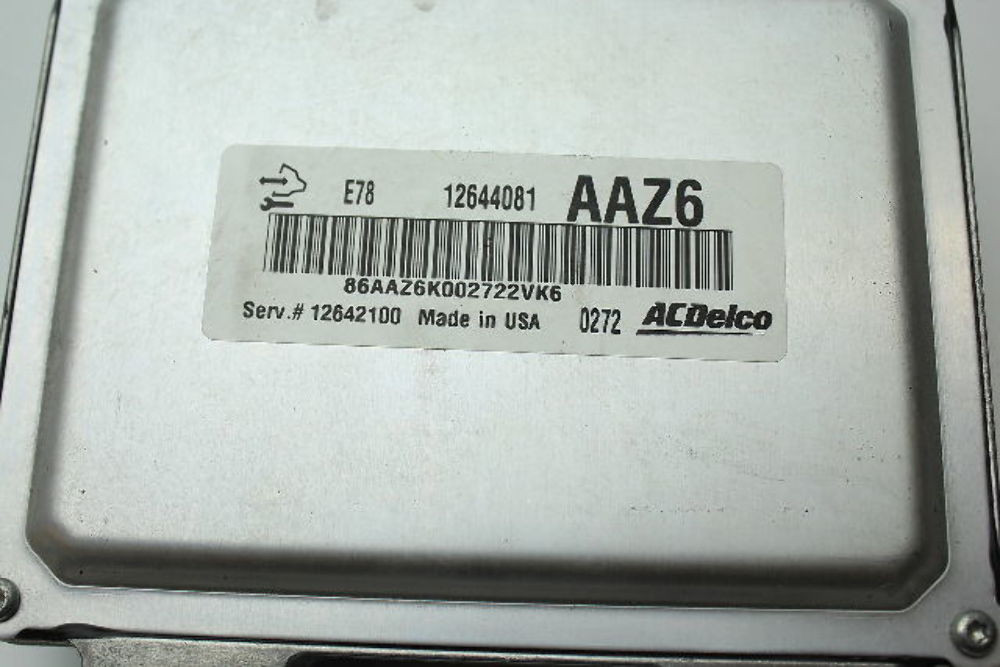 E78 12644081 AAZ6
86AAZ6K002722VK6
Serv.# 12642100 Made in USA 0272 ACDelco